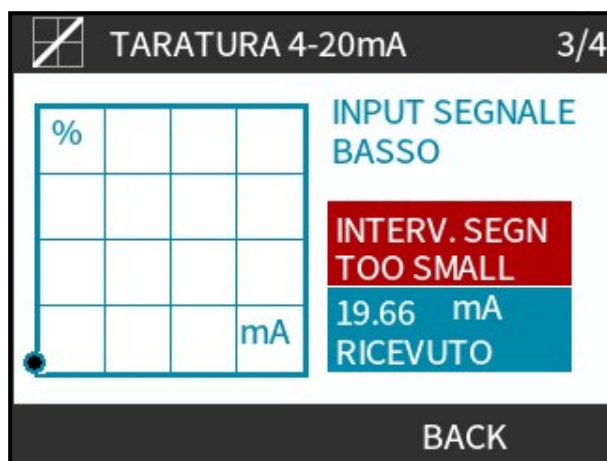 TARATURA 4-20mA 3/4
%
mA
INPUT SEGNALE
BASSO
INTERV. SEGN
TOO SMALL
19.66 mA
RICEVUTO
BACK